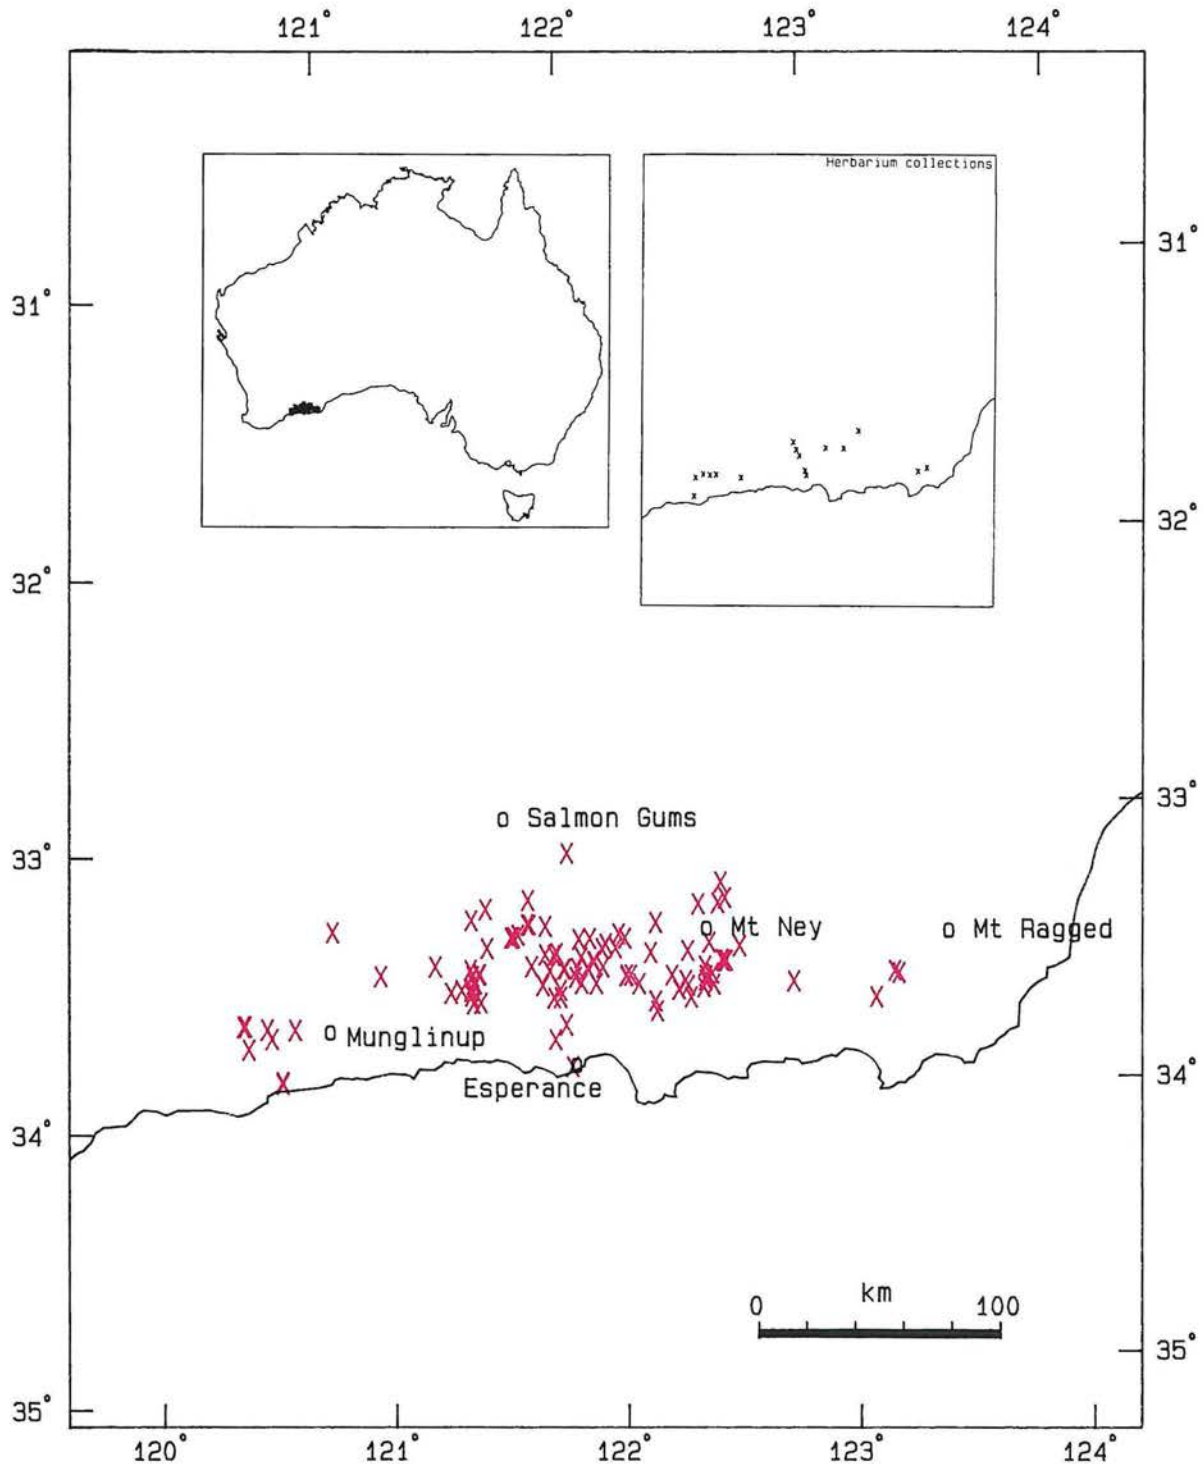 121° 122° 123° 124°
Herbarium collections
31°
31°
32°
32°
Salmon Gums
33°
33°
Mt Ney
Mt Ragged
Munglinup
Esperance
34°
34°
km
0 100
35°
35°
120° 121° 122° 123° 124°